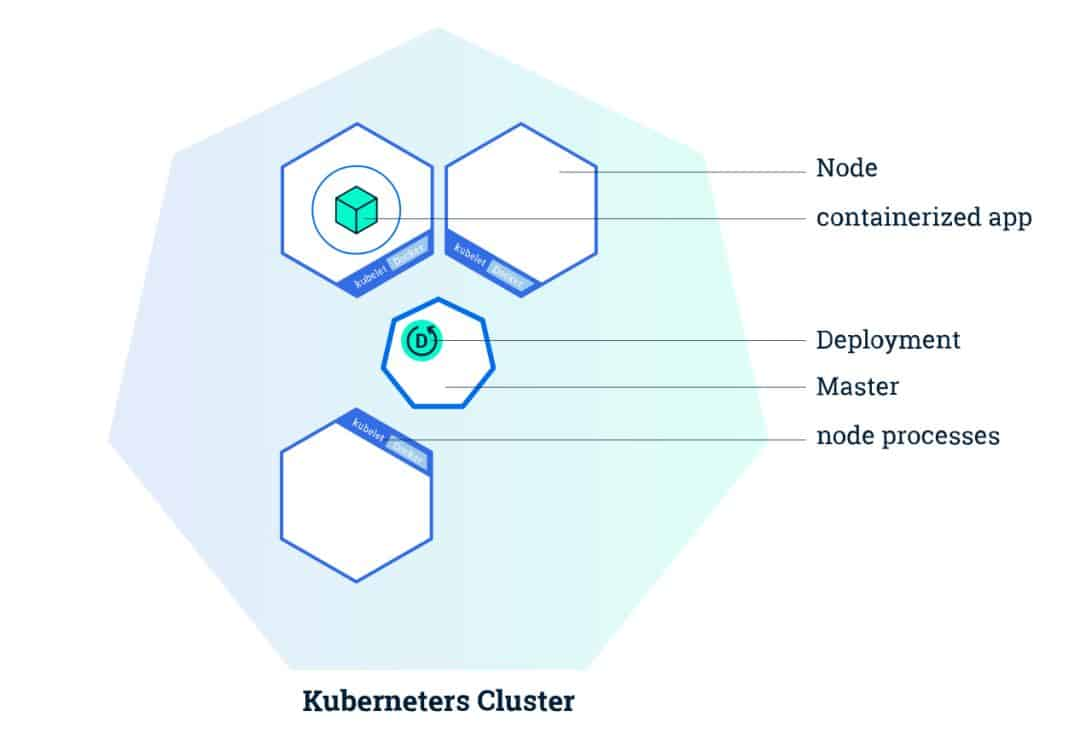 Node
containerized app
kubelet Docker
kubelet Docker
D
Deployment
Master
kubelet Docker
node processes
Kuberneters Cluster